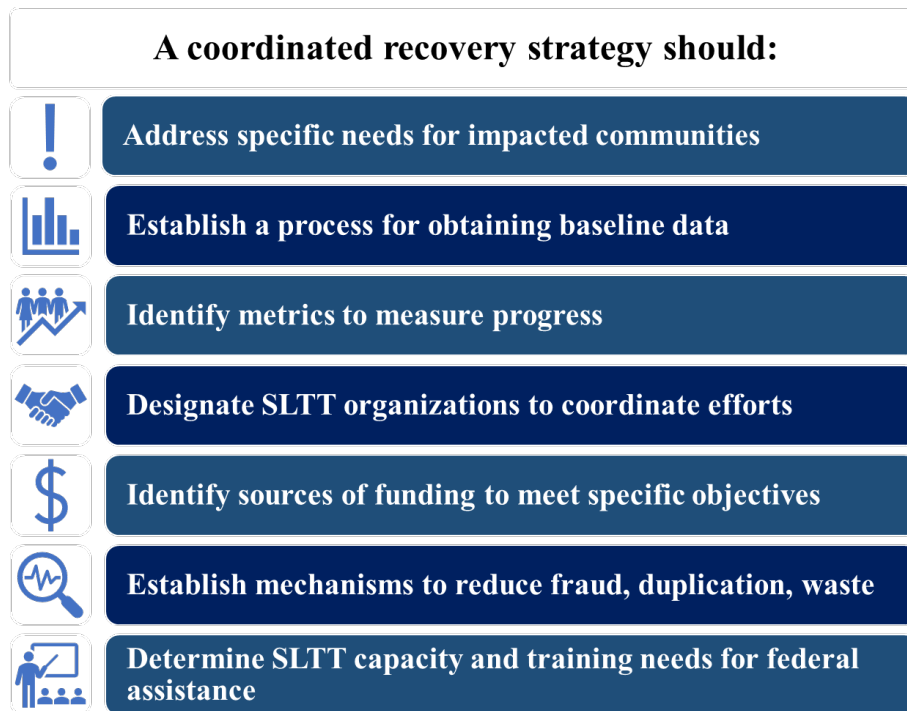 A coordinated recovery strategy should:
Address specific needs for impacted communities
Establish a process for obtaining baseline data
Identify metrics to measure progress
Designate SLTT organizations to coordinate efforts
Identify sources of funding to meet specific objectives
Establish mechanisms to reduce fraud, duplication, waste
Determine SLTT capacity and training needs for federal
assistance